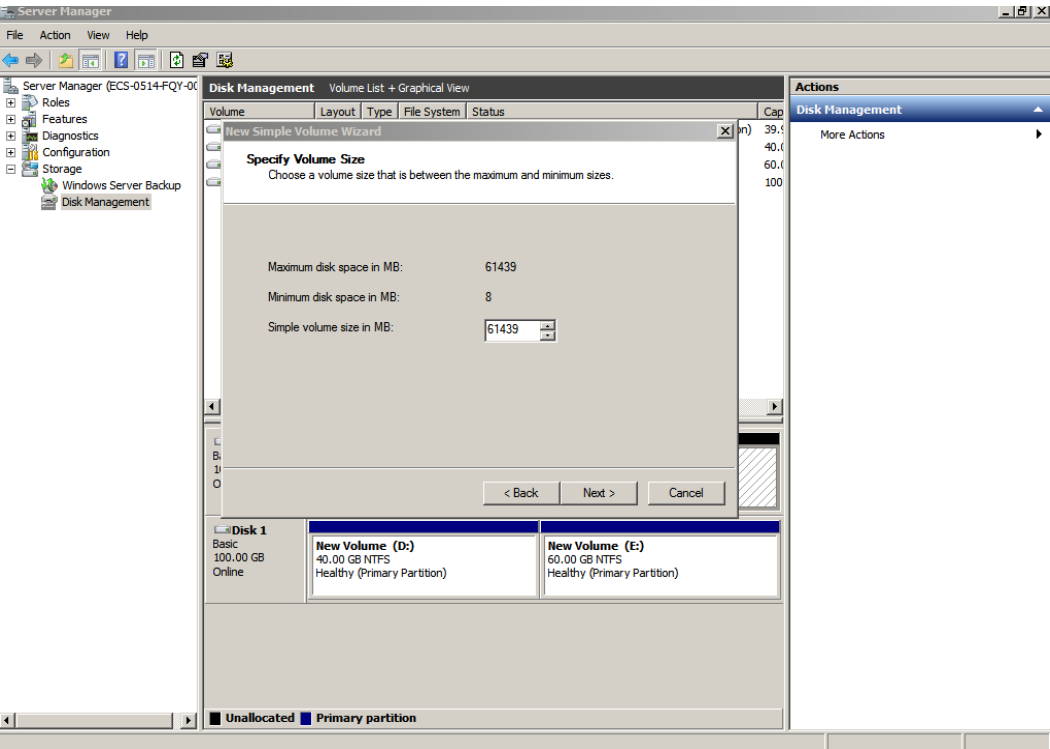 Server Manager
File Action View Help
Server Manager (ECS-0514-FQY-00
Roles
Features
Diagnostics
Configuration
Storage
Windows Server Backup
Disk Management
Disk Management Volume List + Graphical View
Volume Layout Type File System Status Cap
on) 39.9
40.0
60.0
100
New Simple Volume Wizard
Specify Volume Size
Choose a volume size that is between the maximum and minimum sizes.
Maximum disk space in MB: 61439
Minimum disk space in MB: 8
Simple volume size in MB: 61439
< Back Next > Cancel
Disk 1
Basic
100.00 GB
Online
New Volume (D:)
40.00 GB NTFS
Healthy (Primary Partition)
New Volume (E:)
60.00 GB NTFS
Healthy (Primary Partition)
Unallocated Primary partition
Actions
Disk Management
More Actions